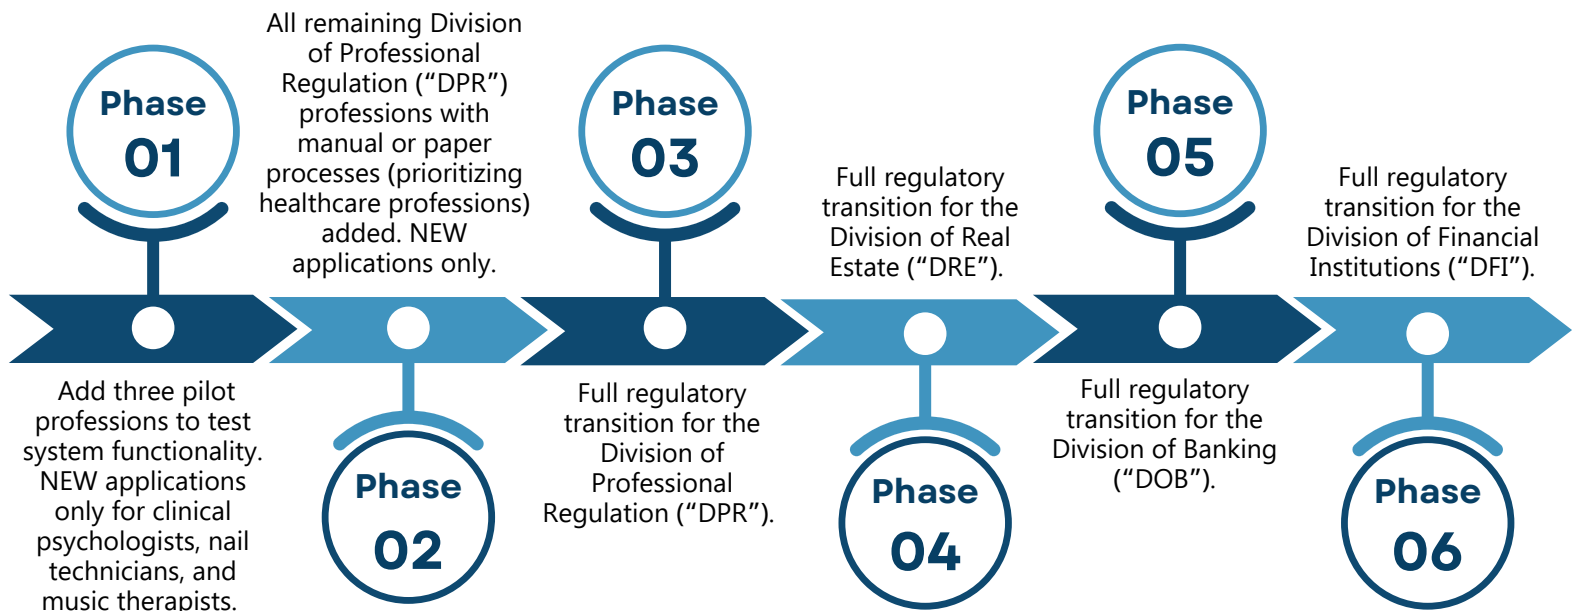 Phase
01
Add three pilot
professions to test
system functionality.
NEW applications
only for clinical
psychologists, nail
technicians, and
music therapists.
All remaining Division
of Professional
Regulation (“DPR”)
professions with
manual or paper
processes (prioritizing
healthcare professions)
added. NEW
applications only.
Phase
02
Phase
03
Full regulatory
transition for the
Division of
Professional
Regulation (“DPR”).
Full regulatory
transition for the
Division of Real
Estate (“DRE”).
Phase
04
Phase
05
Full regulatory
transition for the
Division of Banking
(“DOB”).
Full regulatory
transition for the
Division of Financial
Institutions (“DFI”).
Phase
06